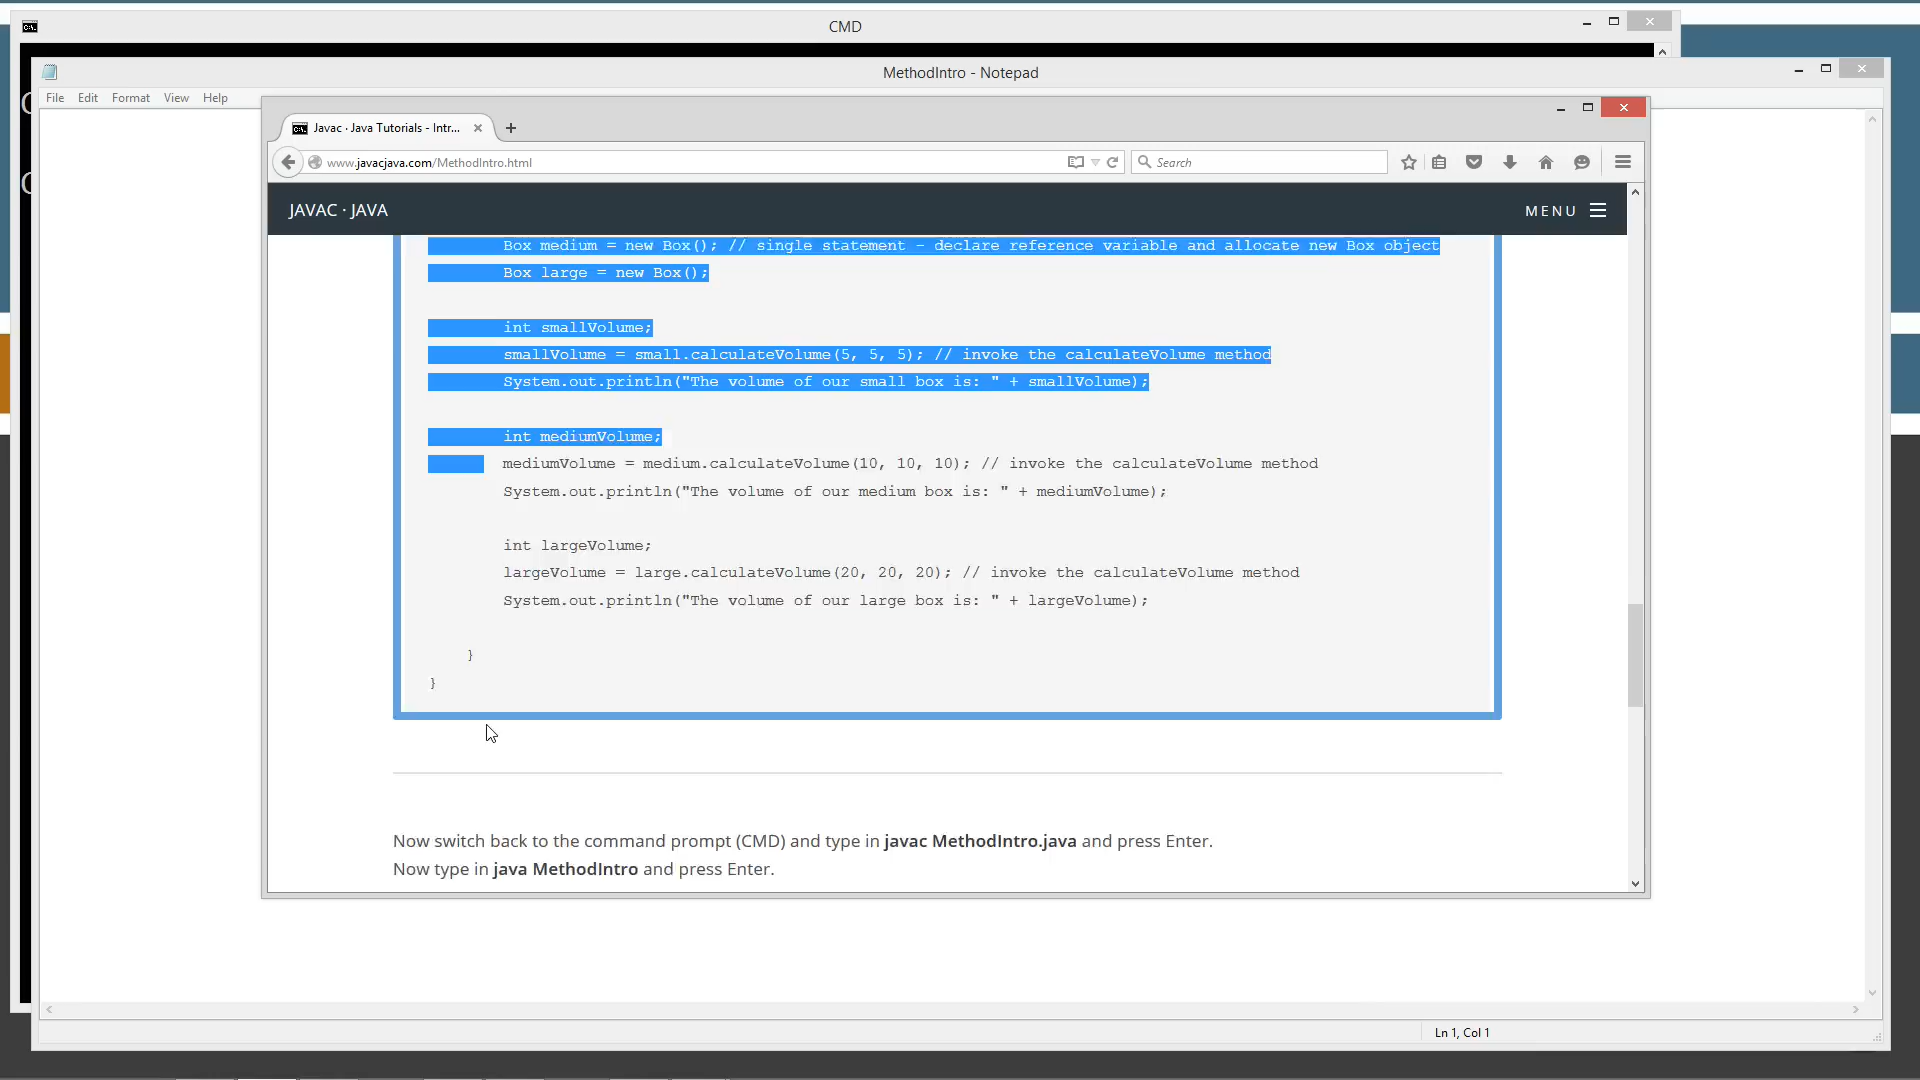 CMD
MethodIntro - Notepad
File Edit Format View Help
Javac · Java Tutorials - Intr...
www.javacjava.com/MethodIntro.html
Search
JAVAC · JAVA
MENU
Box medium = new Box(); // single statement - declare reference variable and allocate new Box object
Box large = new Box();
int smallVolume;
smallVolume = small.calculateVolume(5, 5, 5); // invoke the calculateVolume method
System.out.println("The volume of our small box is: " + smallVolume);
int mediumVolume;
mediumVolume = medium.calculateVolume(10, 10, 10); // invoke the calculateVolume method
System.out.println("The volume of our medium box is: " + mediumVolume);
int largeVolume;
largeVolume = large.calculateVolume(20, 20, 20); // invoke the calculateVolume method
System.out.println("The volume of our large box is: " + largeVolume);
}
}
Now switch back to the command prompt (CMD) and type in javac MethodIntro.java and press Enter.
Now type in java MethodIntro and press Enter.
Ln 1, Col 1